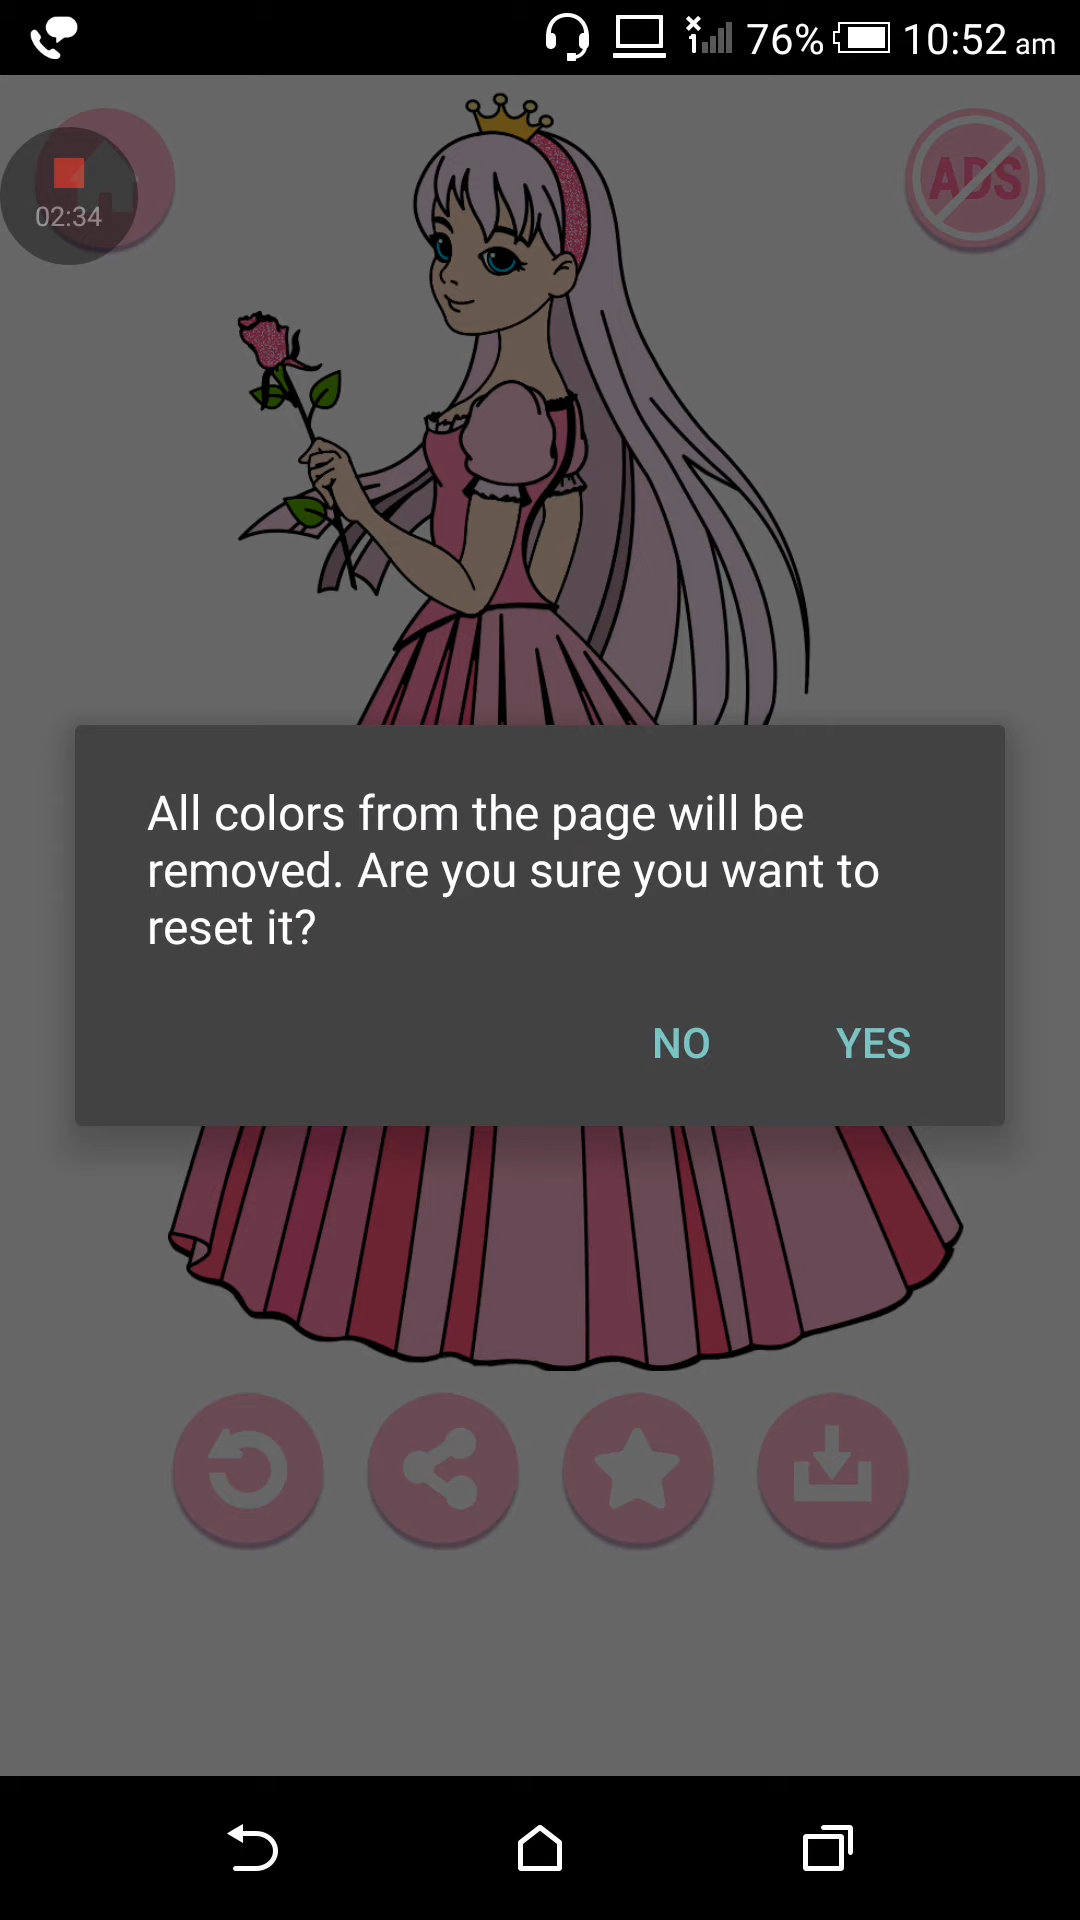 1 76% 10:52 am
ADS
02:34
All colors from the page will be
removed. Are you sure you want to
reset it?
NO YES